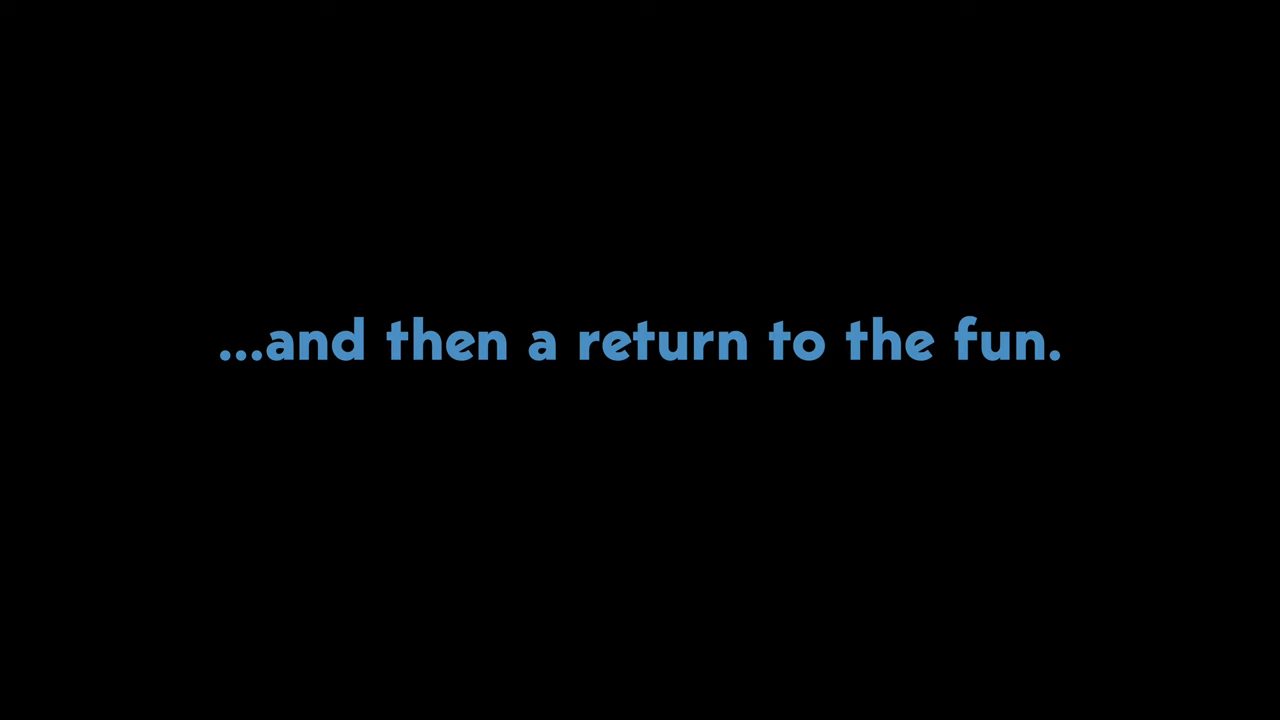 ...and then a return to the fun.